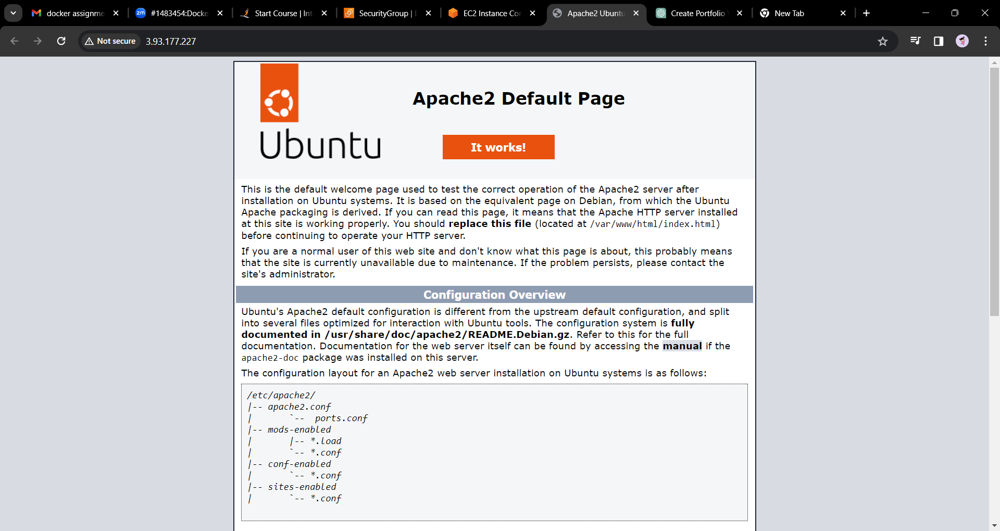 docker assignme
zm #1483454:Docke
Start Course | Int
SecurityGroup | E
EC2 Instance Con
Apache2 Ubuntu
Create Portfolio
New Tab
Not secure 3.93.177.227
Apache2 Default Page
Ubuntu
It works!
This is the default welcome page used to test the correct operation of the Apache2 server after
installation on Ubuntu systems. It is based on the equivalent page on Debian, from which the Ubuntu
Apache packaging is derived. If you can read this page, it means that the Apache HTTP server installed
at this site is working properly. You should replace this file (located at /var/www/html/index.html)
before continuing to operate your HTTP server.
If you are a normal user of this web site and don't know what this page is about, this probably means
that the site is currently unavailable due to maintenance. If the problem persists, please contact the
site's administrator.
Configuration Overview
Ubuntu's Apache2 default configuration is different from the upstream default configuration, and split
into several files optimized for interaction with Ubuntu tools. The configuration system is fully
documented in /usr/share/doc/apache2/README.Debian.gz. Refer to this for the full
documentation. Documentation for the web server itself can be found by accessing the manual if the
apache2-doc package was installed on this server.
The configuration layout for an Apache2 web server installation on Ubuntu systems is as follows:
/etc/apache2/
|-- apache2.conf
|       `--  ports.conf
|-- mods-enabled
|       |-- *.load
|       `-- *.conf
|-- conf-enabled
|       `-- *.conf
|-- sites-enabled
|       `-- *.conf